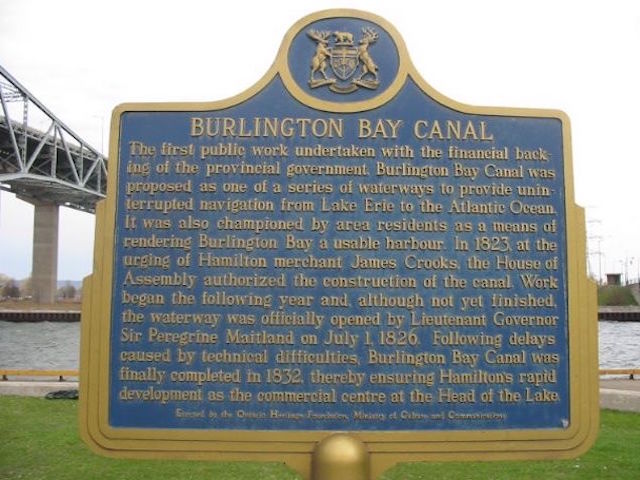 BURLINGTON BAY CANAL
The first public work undertaken with the financial back-
ing of the provincial government, Burlington Bay Canal was
proposed as one of a series of waterways to provide unin-
terrupted navigation from Lake Erie to the Atlantic Ocean.
It was also championed by area residents as a means of
rendering Burlington Bay a usable harbour. In 1823, at the
urging of Hamilton merchant James Crooks, the House of
Assembly authorized the construction of the canal. Work
began the following year and, although not yet finished,
the waterway was officially opened by Lieutenant Governor
Sir Peregrine Maitland on July 1, 1826. Following delays
caused by technical difficulties, Burlington Bay Canal was
finally completed in 1832, thereby ensuring Hamilton's rapid
development as the commercial centre at the Head of the Lake.
Erected by the Ontario Heritage Foundation, Ministry of Culture and Communications